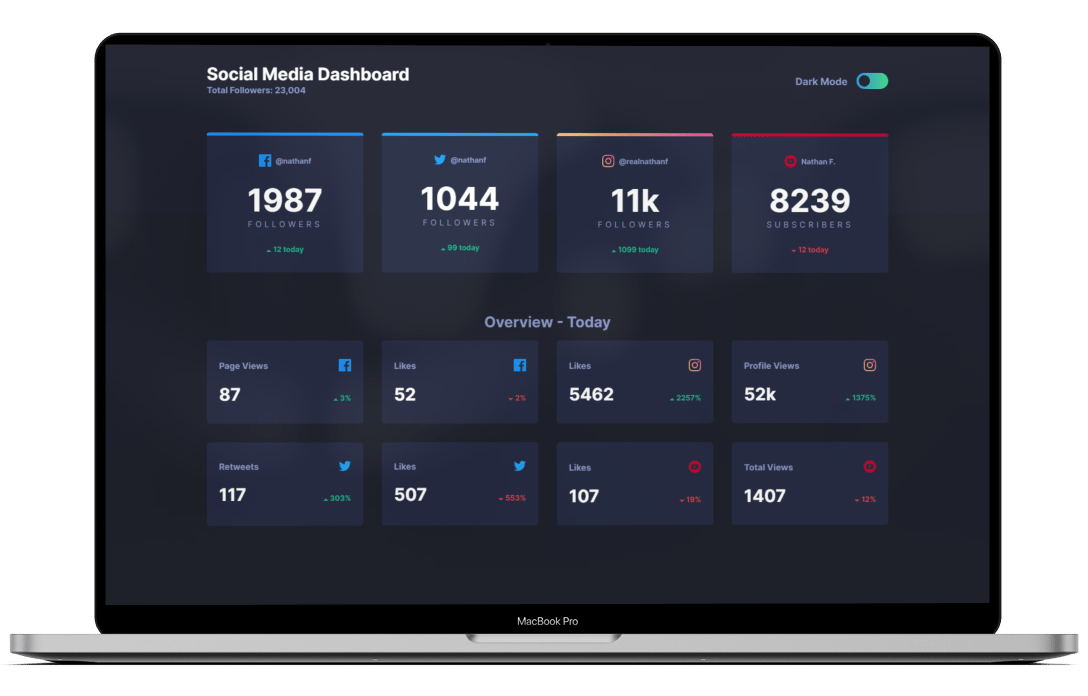 Social Media Dashboard
Total Followers: 23,004
Dark Mode
@nathanf
1987
FOLLOWERS
12 today
@nathanf
1044
FOLLOWERS
99 today
@realnathanf
11k
FOLLOWERS
1099 today
Nathan F.
8239
SUBSCRIBERS
12 today
Overview - Today
Page Views
87
3%
Likes
52
2%
Likes
5462
2257%
Profile Views
52k
1375%
Retweets
117
303%
Likes
507
553%
Likes
107
19%
Total Views
1407
12%
MacBook Pro